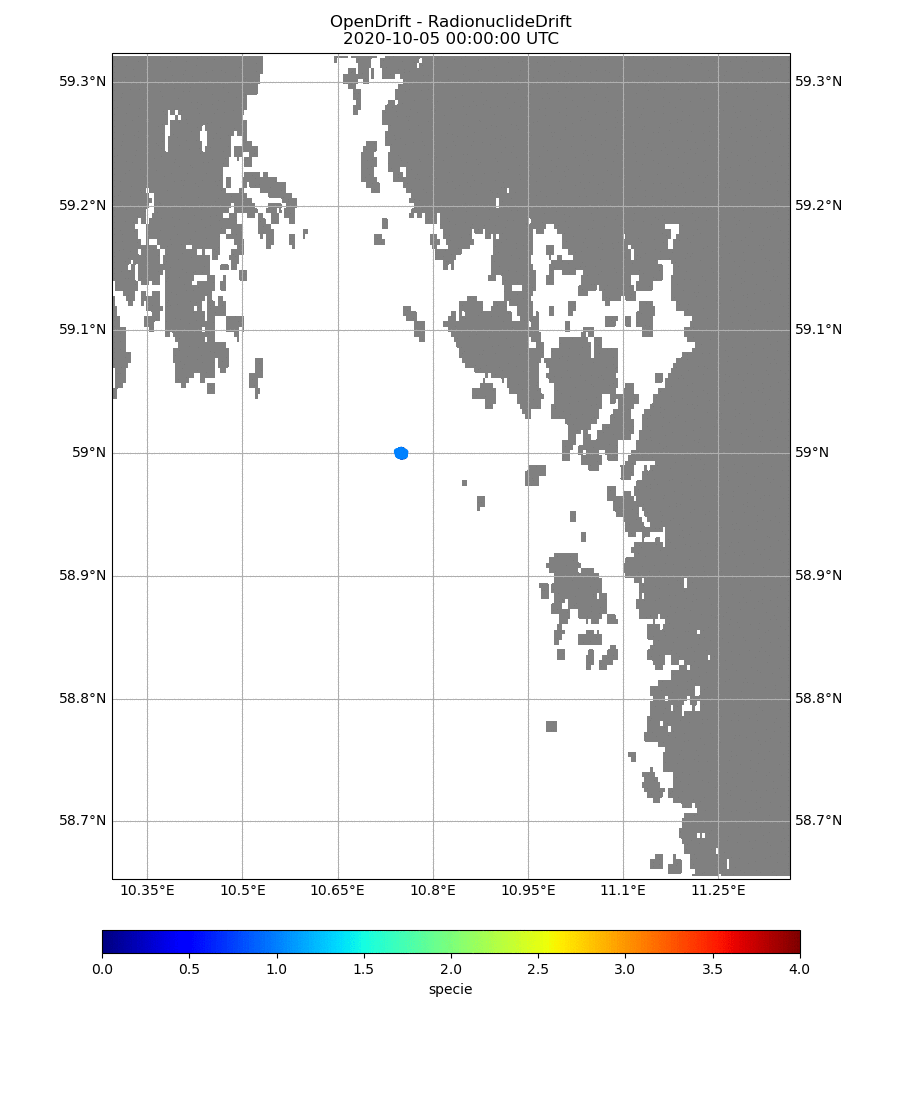 OpenDrift - RadionuclideDrift
2020-10-05 00:00:00 UTC
59.3°N 59.3°N
59.2°N 59.2°N
59.1°N 59.1°N
59°N 59°N
58.9°N 58.9°N
58.8°N 58.8°N
58.7°N 58.7°N
10.35°E 10.5°E 10.65°E 10.8°E 10.95°E 11.1°E 11.25°E
0.0 0.5 1.0 1.5 2.0 2.5 3.0 3.5 4.0
specie